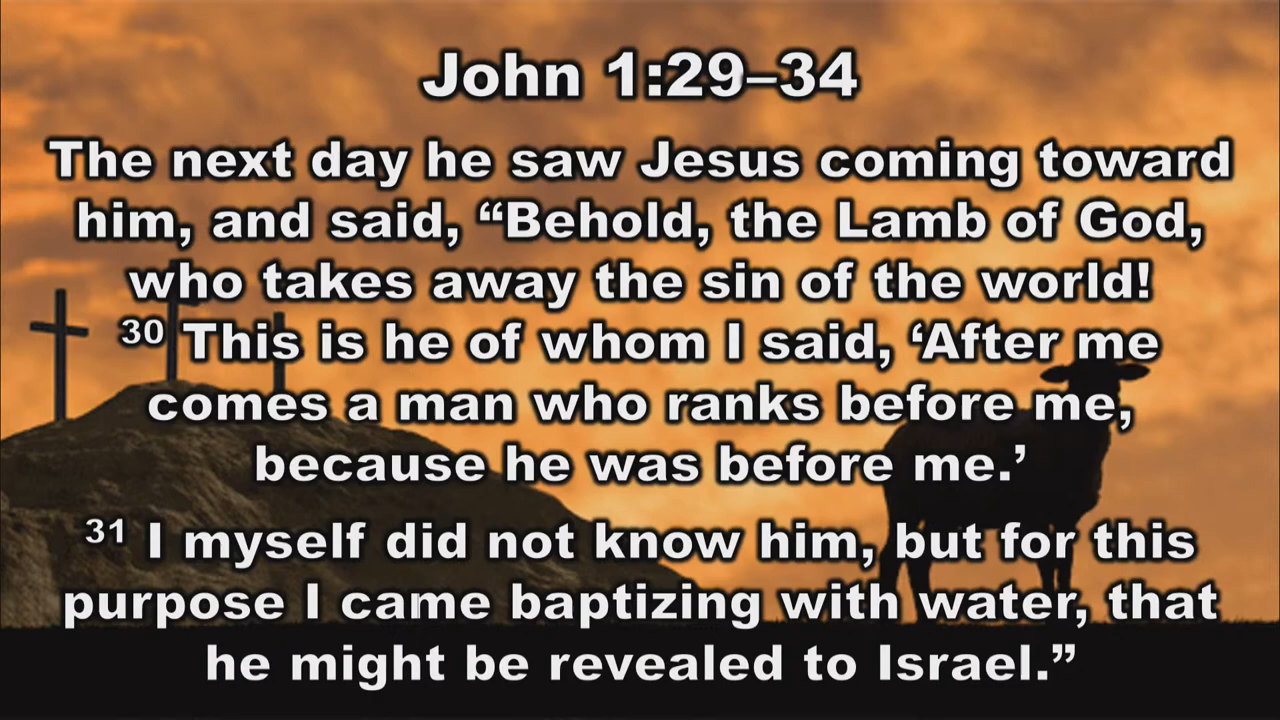 John 1:29–34
The next day he saw Jesus coming toward
him, and said, “Behold, the Lamb of God,
who takes away the sin of the world!
30 This is he of whom I said, ‘After me
comes a man who ranks before me,
because he was before me.’
31 I myself did not know him, but for this
purpose I came baptizing with water, that
he might be revealed to Israel.”